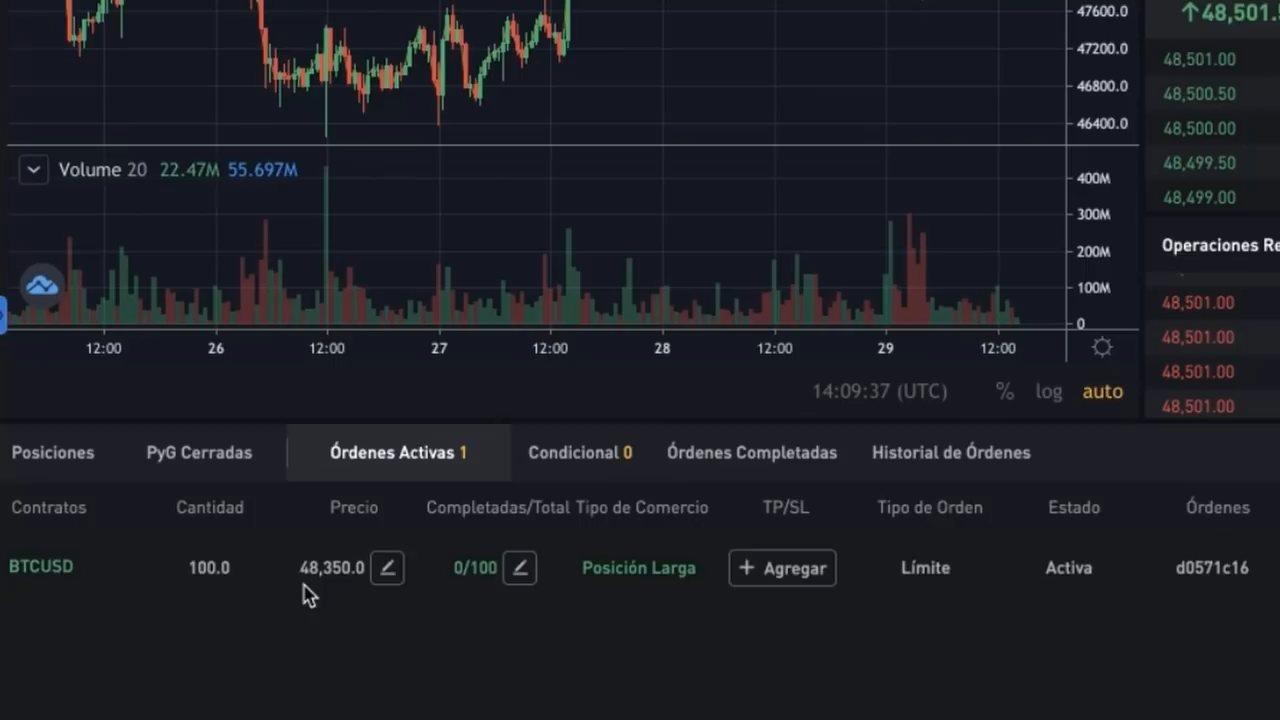 47600.0
47200.0
46800.0
46400.0
Volume 20 22.47M 55.697M
400M
300M
200M
100M
0
12:00 26 12:00 27 12:00 28 12:00 29 12:00
14:09:37 (UTC) % log auto
↑48,501.
48,501.00
48,500.50
48,500.00
48,499.50
48,499.00
Operaciones Re
48,501.00
48,501.00
48,501.00
48,501.00
Posiciones PyG Cerradas Órdenes Activas 1 Condicional 0 Órdenes Completadas Historial de Órdenes
Contratos Cantidad Precio Completadas/Total Tipo de Comercio TP/SL Tipo de Orden Estado Órdenes
BTCUSD 100.0 48,350.0 0/100 Posición Larga + Agregar Límite Activa d0571c16